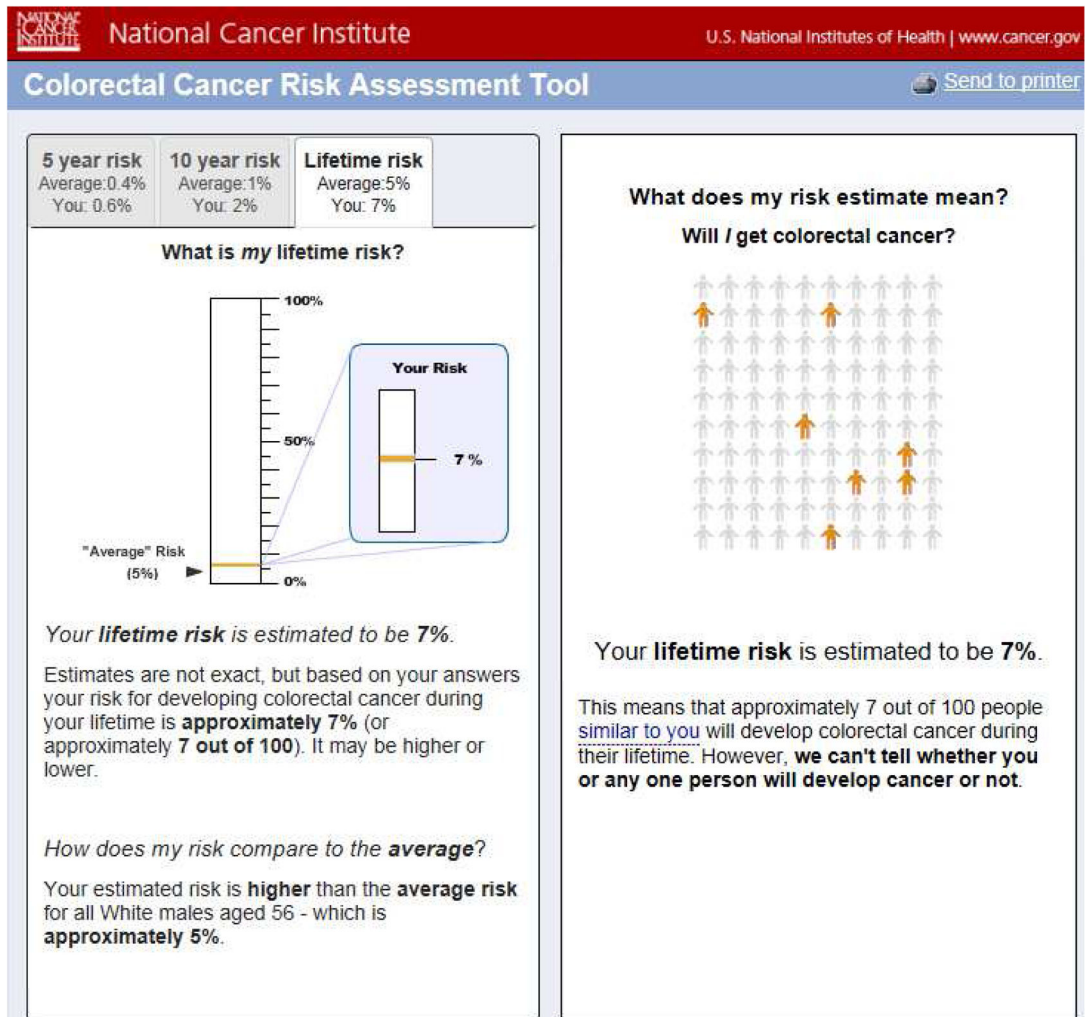 NATIONAL
CANCER
INSTITUTE
National Cancer Institute
U.S. National Institutes of Health | www.cancer.gov
Colorectal Cancer Risk Assessment Tool
Send to printer
5 year risk
Average:0.4%
You: 0.6%
10 year risk
Average:1%
You: 2%
Lifetime risk
Average:5%
You: 7%
What is my lifetime risk?
100%
50%
0%
"Average" Risk
(5%)
Your Risk
7 %
Your lifetime risk is estimated to be 7%.
Estimates are not exact, but based on your answers
your risk for developing colorectal cancer during
your lifetime is approximately 7% (or
approximately 7 out of 100). It may be higher or
lower.
How does my risk compare to the average?
Your estimated risk is higher than the average risk
for all White males aged 56 - which is
approximately 5%.
What does my risk estimate mean?
Will I get colorectal cancer?
Your lifetime risk is estimated to be 7%.
This means that approximately 7 out of 100 people
similar to you will develop colorectal cancer during
their lifetime. However, we can't tell whether you
or any one person will develop cancer or not.